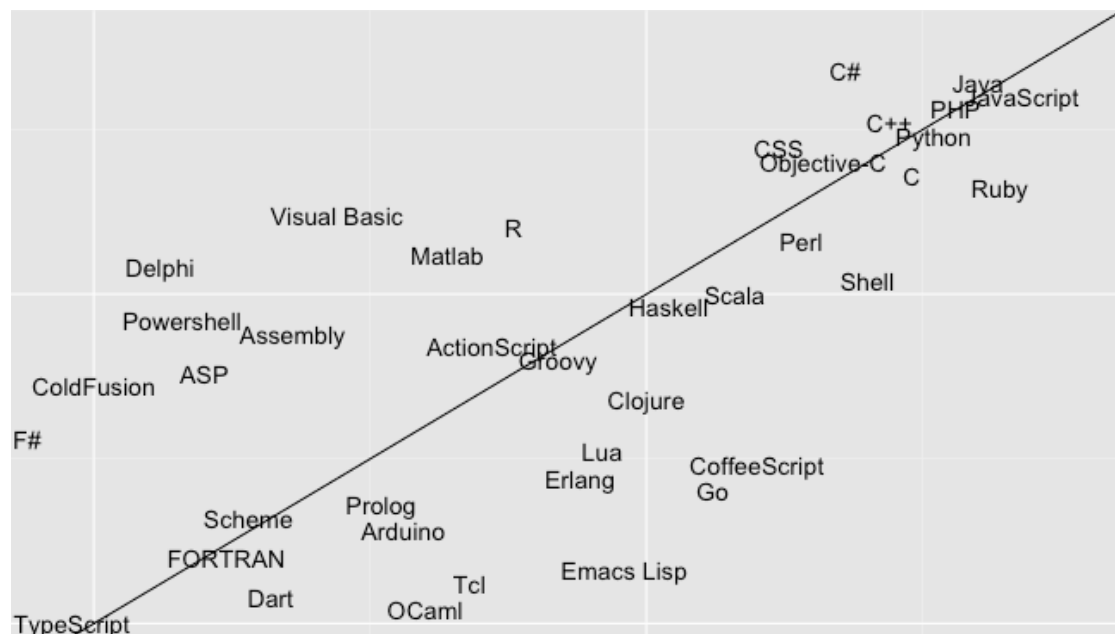 C#
Java
JavaScript
PHP
C++
Python
CSS
Objective-C
C
Ruby
Visual Basic
R
Perl
Matlab
Delphi
Shell
Scala
Haskell
Powershell
Assembly
ActionScript
Groovy
ASP
ColdFusion
Clojure
F#
Lua
CoffeeScript
Erlang
Go
Prolog
Scheme
Arduino
FORTRAN
Emacs Lisp
Tcl
Dart
OCaml
TypeScript